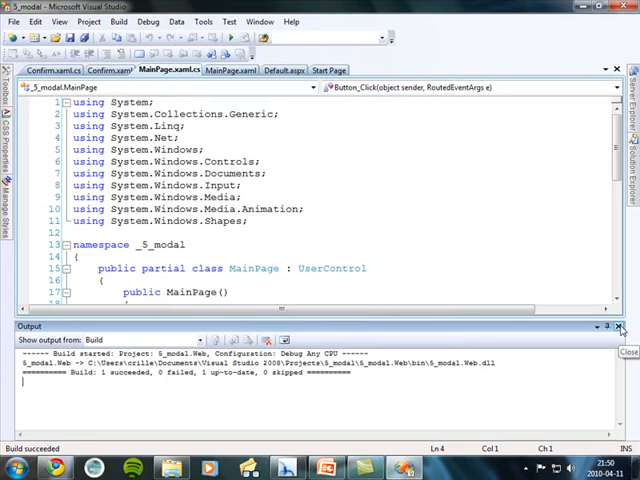 5_modal - Microsoft Visual Studio
File Edit View Project Build Debug Data Tools Test Window Help
Confirm.xaml.cs Confirm.xaml MainPage.xaml.cs MainPage.xaml Default.aspx Start Page
_5_modal.MainPage Button_Click(object sender, RoutedEventArgs e)
1 using System;
2 using System.Collections.Generic;
3 using System.Linq;
4 using System.Net;
5 using System.Windows;
6 using System.Windows.Controls;
7 using System.Windows.Documents;
8 using System.Windows.Input;
9 using System.Windows.Media;
10 using System.Windows.Media.Animation;
11 using System.Windows.Shapes;
12
13 namespace _5_modal
14 {
15 public partial class MainPage : UserControl
16 {
17 public MainPage()
18 {
Toolbox
CSS Properties
Manage Styles
Server Explorer
Solution Explorer
Output
Close
Show output from: Build
------ Build started: Project: 5_modal.Web, Configuration: Debug Any CPU ------
5_modal.Web -> C:\Users\crille\Documents\Visual Studio 2008\Projects\5_modal\5_modal.Web\bin\5_modal.Web.dll
========== Build: 1 succeeded, 0 failed, 1 up-to-date, 0 skipped ==========
Build succeeded Ln 4 Col 1 Ch 1 INS
21:50
2010-04-11